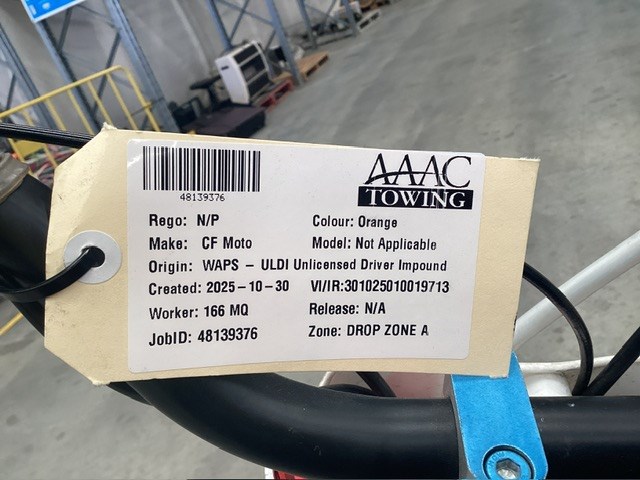 48139376
AAAC
TOWING
Rego: N/P Colour: Orange
Make: CF Moto Model: Not Applicable
Origin: WAPS - ULDI Unlicensed Driver Impound
Created: 2025-10-30 VI/IR:301025010019713
Worker: 166 MQ Release: N/A
JobID: 48139376 Zone: DROP ZONE A